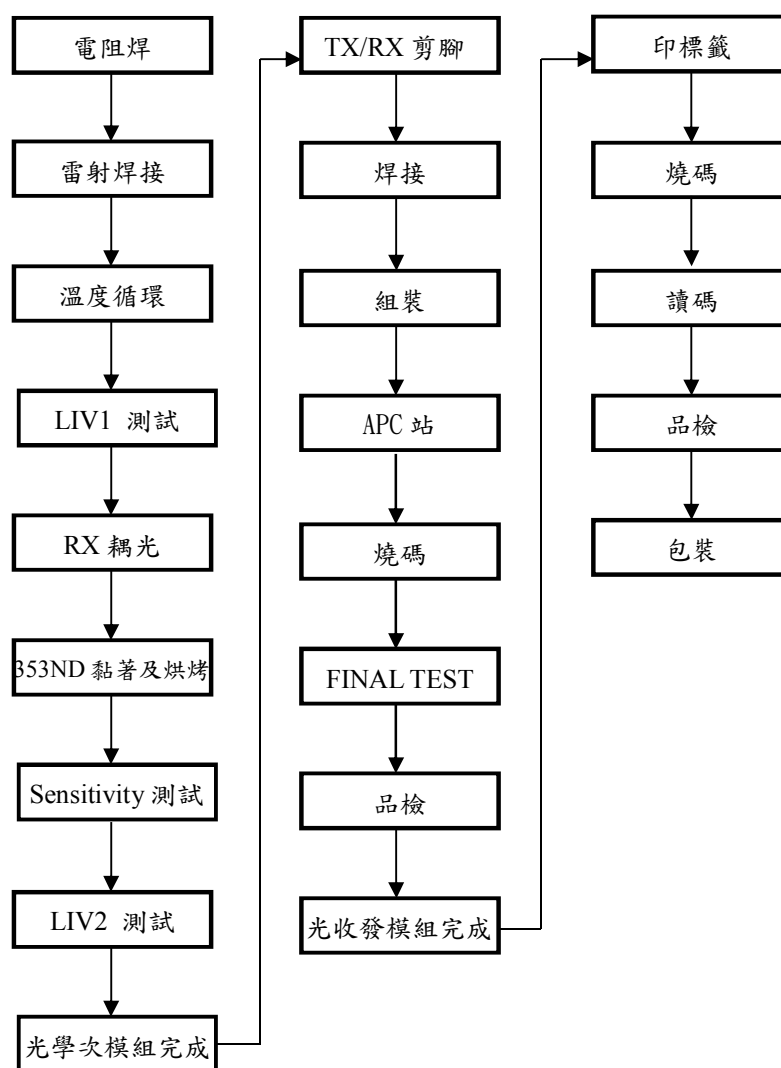 電阻焊
雷射焊接
溫度循環
LIV1 測試
RX 耦光
353ND 黏著及烘烤
Sensitivity 測試
LIV2 測試
光學次模組完成
TX/RX 剪腳
焊接
組裝
APC 站
燒碼
FINAL TEST
品檢
光收發模組完成
印標籤
燒碼
讀碼
品檢
包裝